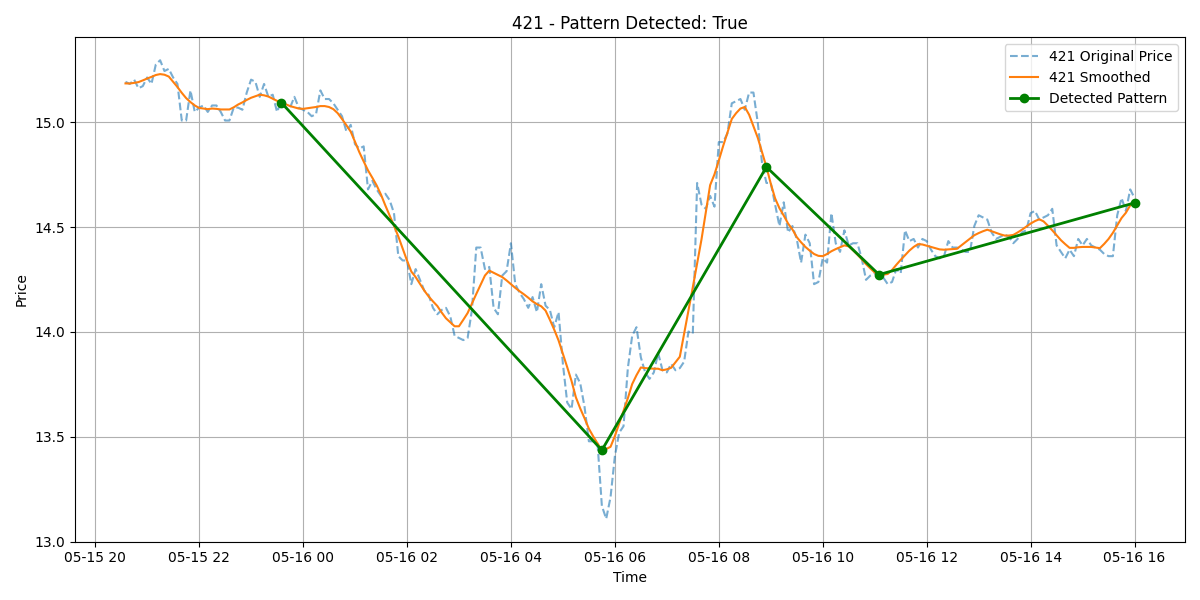 421 - Pattern Detected: True
421 Original Price
421 Smoothed
Detected Pattern
Price
15.0
14.5
14.0
13.5
13.0
05-15 20 05-15 22 05-16 00 05-16 02 05-16 04 05-16 06 05-16 08 05-16 10 05-16 12 05-16 14 05-16 16
Time